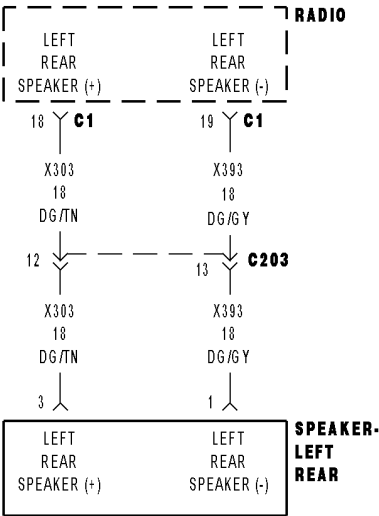 RADIO
LEFT REAR SPEAKER (+)
LEFT REAR SPEAKER (-)
18 C1
19 C1
X303
18
DG/TN
X393
18
DG/GY
12
13
C203
X303
18
DG/TN
X393
18
DG/GY
3
1
LEFT REAR SPEAKER (+)
LEFT REAR SPEAKER (-)
SPEAKER-
LEFT
REAR